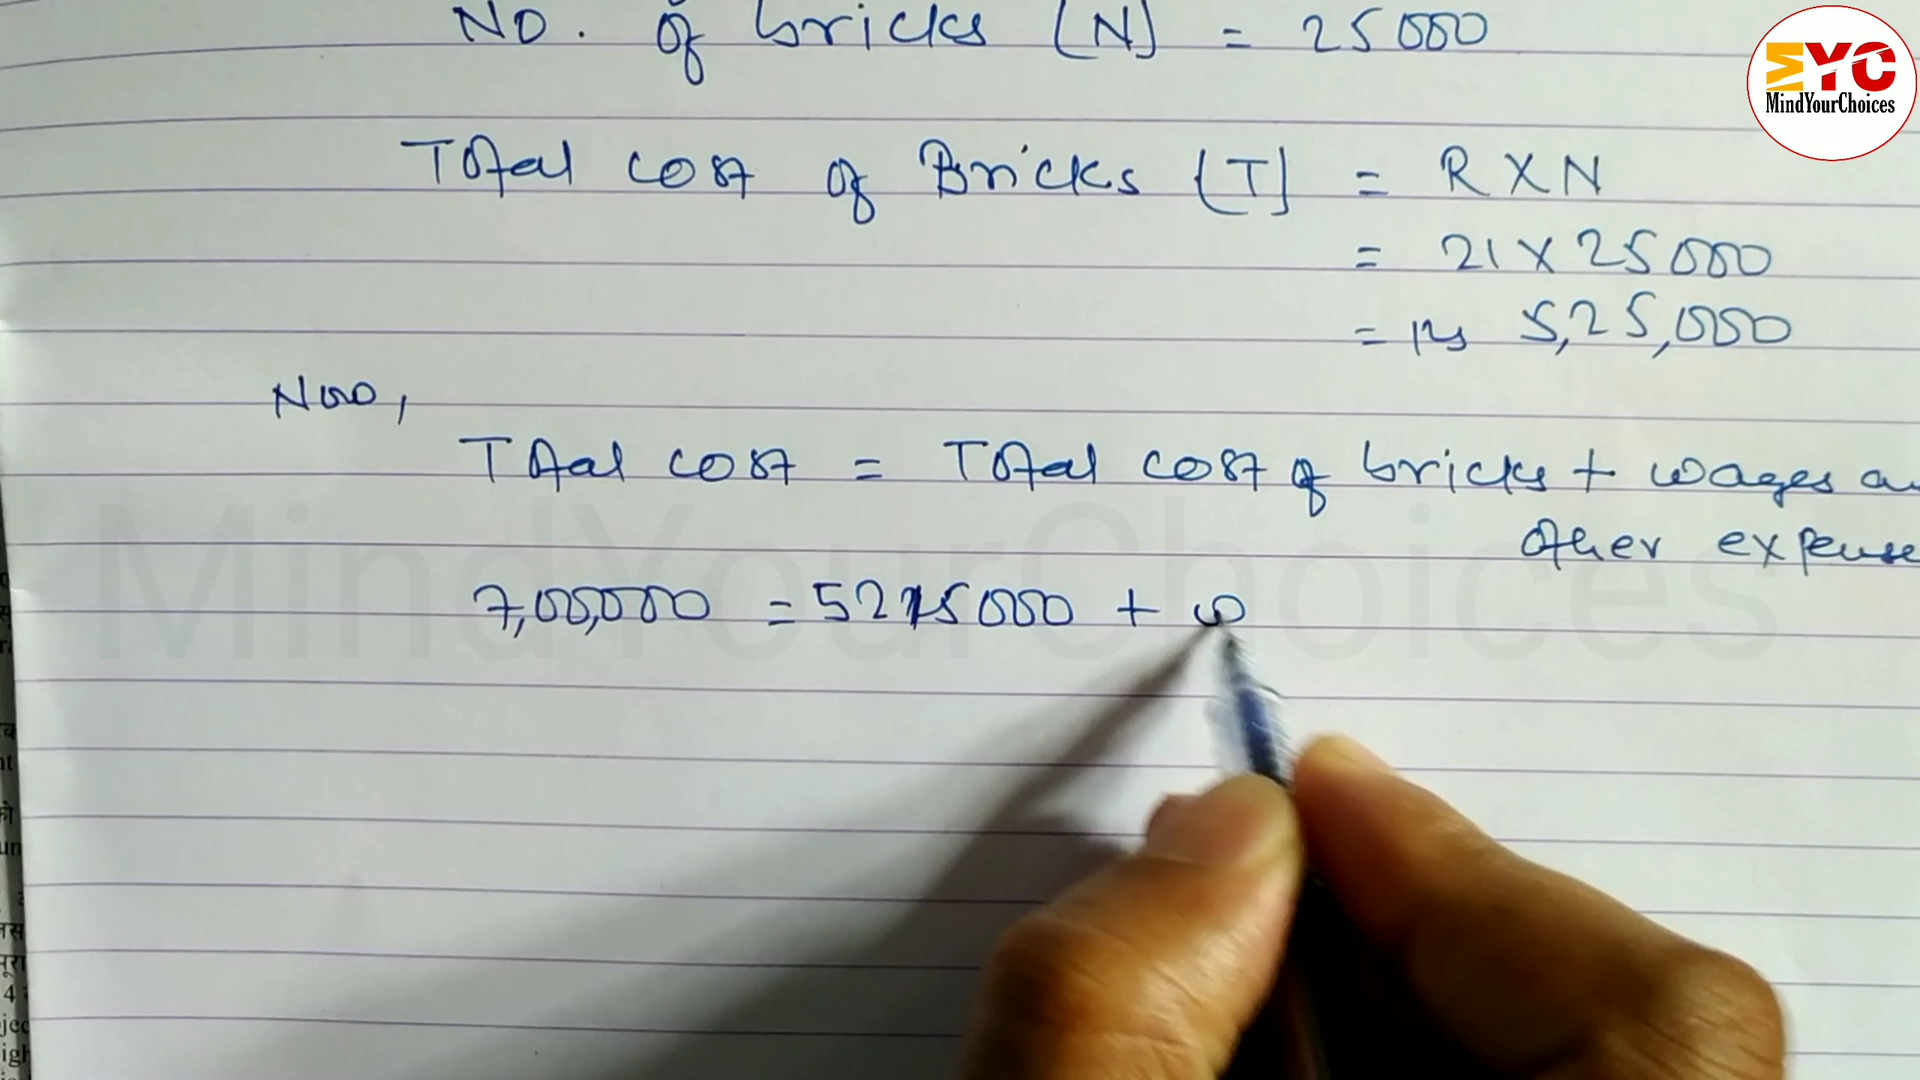 No. of bricks [N] = 25000
MYC
MindYourChoices
Total cost of Bricks [T] = R X N
= 21 X 25000
= Rs 5,25,000
Now,
Total cost = Total cost of bricks + wages
other expense
7,00,000 = 525000 + w
MindYourChoices